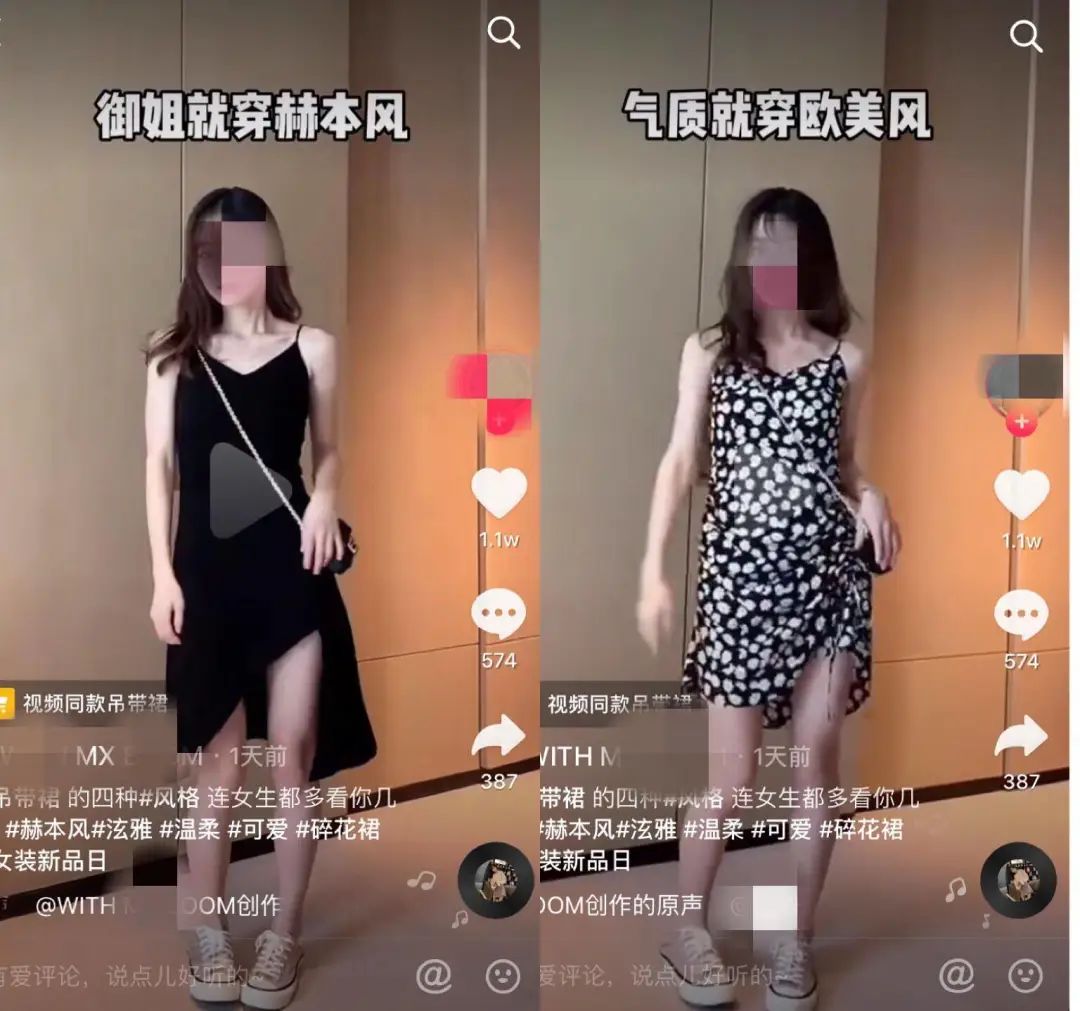 御姐就穿赫本风
1.1w
574
视频同款吊带裙
MX · 1天前
387
吊带裙 的四种#风格 连女生都多看你几
#赫本风#泫雅 #温柔 #可爱 #碎花裙
女装新品日
@WITH OOM创作
有爱评论，说点儿好听的~
气质就穿欧美风
1.1w
574
视频同款吊带裙
WITH M · 1天前
387
带裙 的四种#风格 连女生都多看你几
#赫本风#泫雅 #温柔 #可爱 #碎花裙
装新品日
OOM创作的原声
爱评论，说点儿好听的~